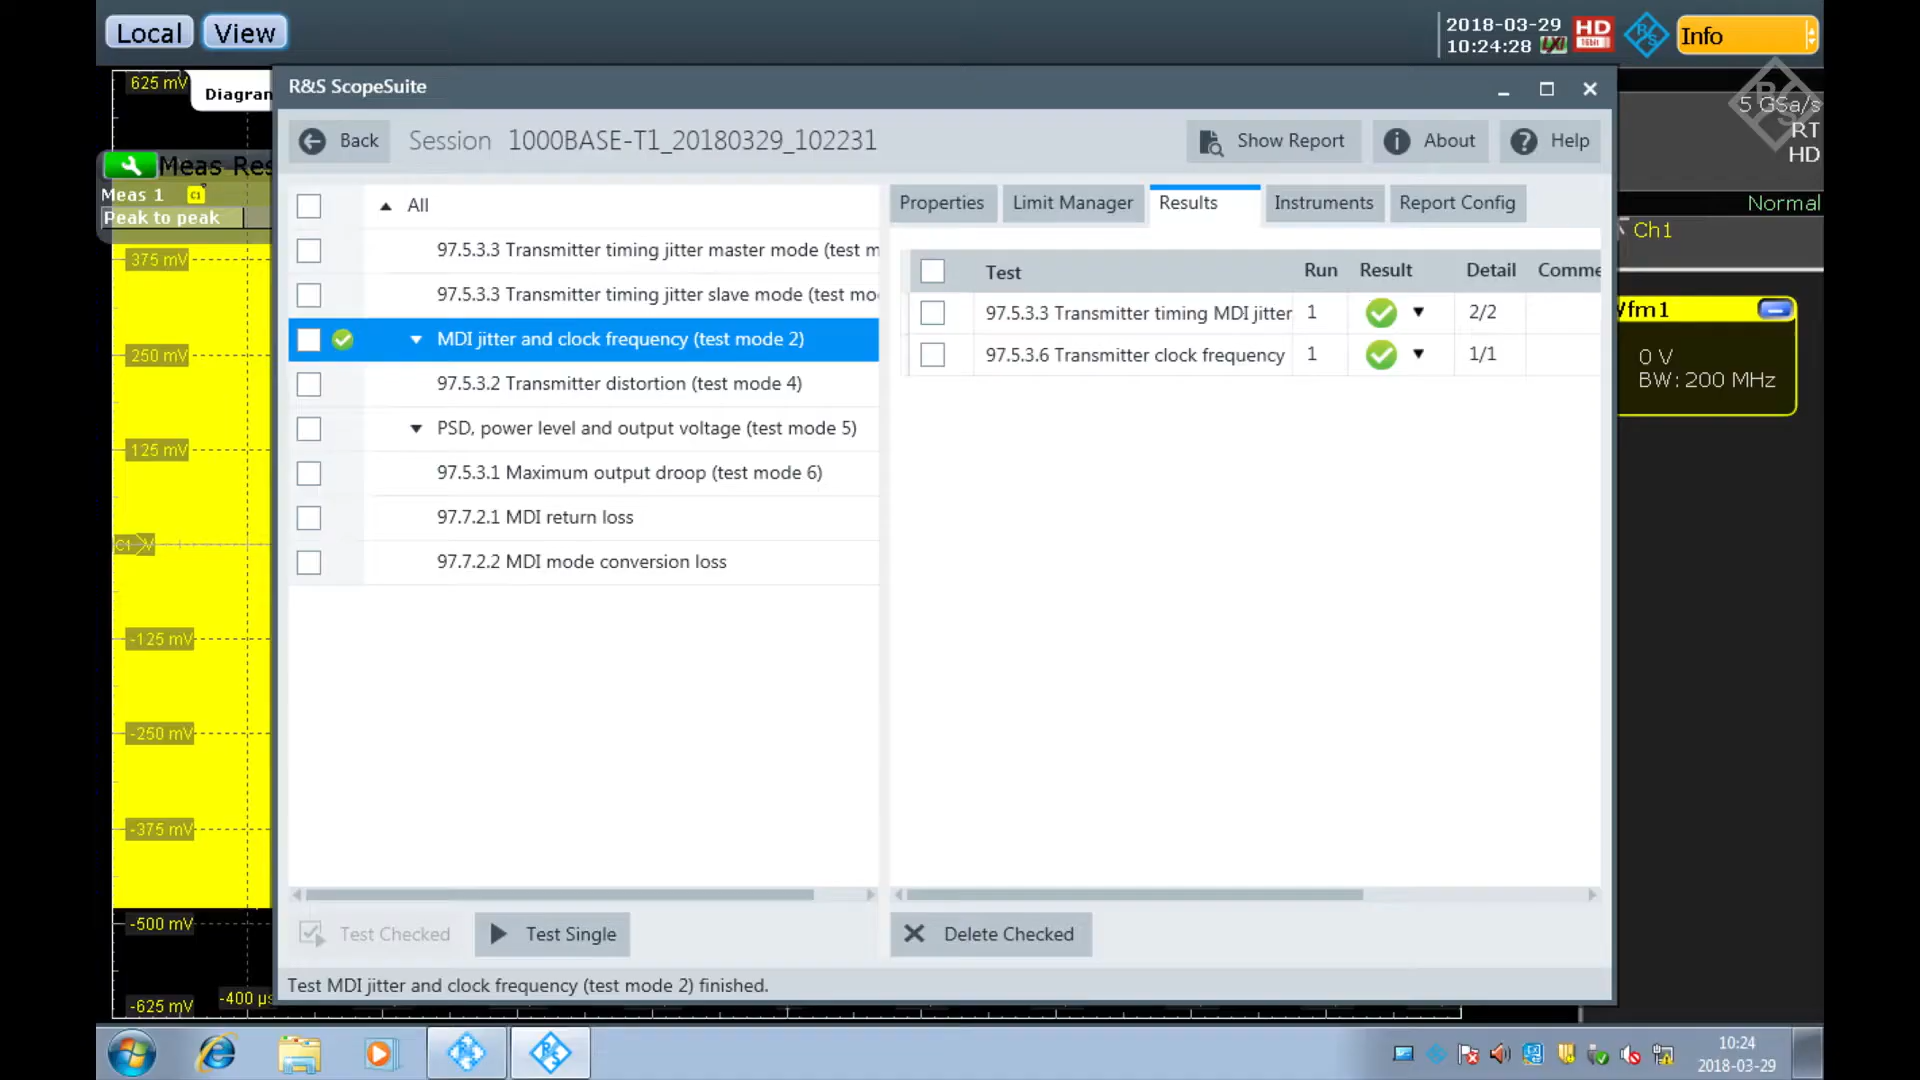 Local View
2018-03-29
10:24:28
HD
16bit
Info
625 mV
Diagram
R&S ScopeSuite
5 GSa/s
RT
HD
Back Session 1000BASE-T1_20180329_102231 Show Report About Help
Meas Res
Meas 1 C1
Peak to peak
Normal
Ch1
All
Properties Limit Manager Results Instruments Report Config
97.5.3.3 Transmitter timing jitter master mode (test m
375 mV
Test Run Result Detail Comme
97.5.3.3 Transmitter timing jitter slave mode (test mo
97.5.3.3 Transmitter timing MDI jitter 1 2/2
fm1
MDI jitter and clock frequency (test mode 2)
250 mV
97.5.3.6 Transmitter clock frequency 1 1/1
0 V
BW: 200 MHz
97.5.3.2 Transmitter distortion (test mode 4)
PSD, power level and output voltage (test mode 5)
125 mV
97.5.3.1 Maximum output droop (test mode 6)
97.7.2.1 MDI return loss
C1
97.7.2.2 MDI mode conversion loss
-125 mV
-250 mV
-375 mV
-500 mV
Test Checked Test Single Delete Checked
Test MDI jitter and clock frequency (test mode 2) finished.
-625 mV
-400 µs
10:24
2018-03-29